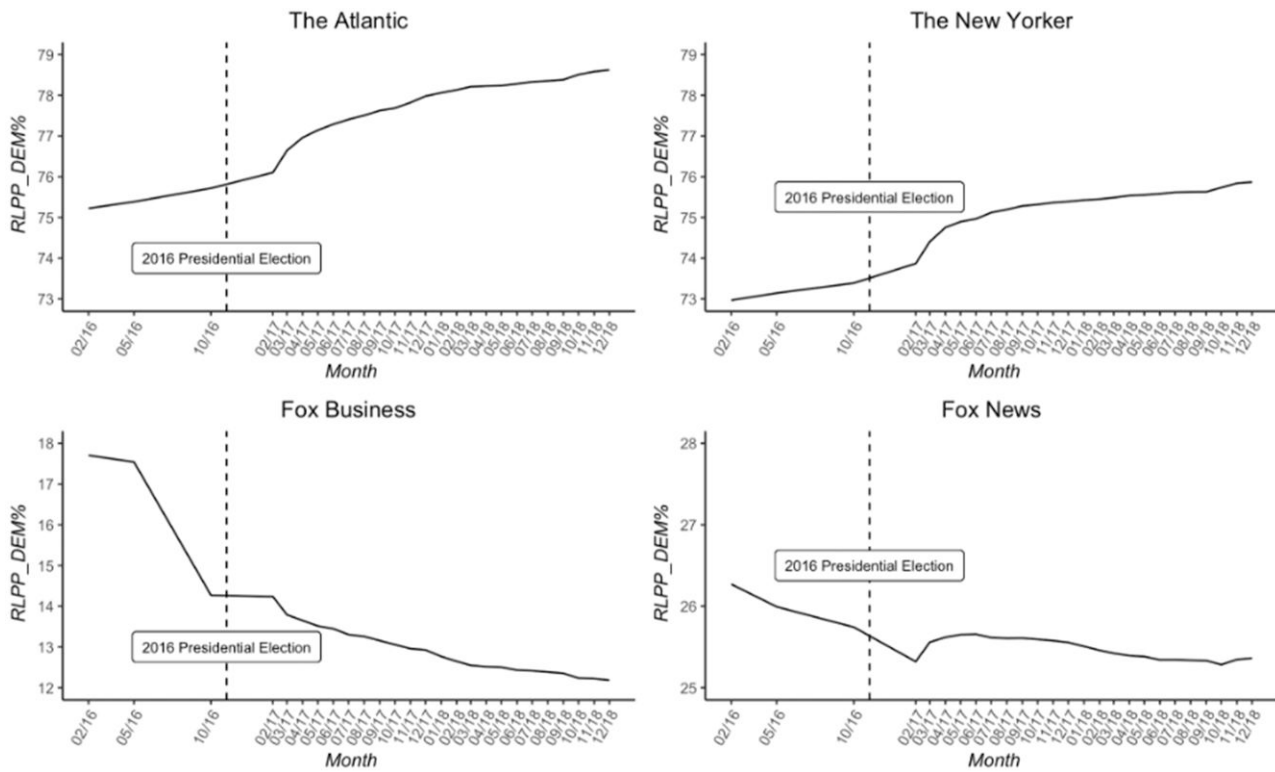 The Atlantic
79
78
77
76
75
74
73
RLPP_DEM%
2016 Presidential Election
02/16 05/16 10/16 02/17 03/17 04/17 05/17 06/17 07/17 08/17 09/17 10/17 11/17 12/17 01/18 02/18 03/18 04/18 05/18 06/18 07/18 08/18 09/18 10/18 11/18 12/18
Month
The New Yorker
79
78
77
76
75
74
73
RLPP_DEM%
2016 Presidential Election
02/16 05/16 10/16 02/17 03/17 04/17 05/17 06/17 07/17 08/17 09/17 10/17 11/17 12/17 01/18 02/18 03/18 04/18 05/18 06/18 07/18 08/18 09/18 10/18 11/18 12/18
Month
Fox Business
18
17
16
15
14
13
12
RLPP_DEM%
2016 Presidential Election
02/16 05/16 10/16 02/17 03/17 04/17 05/17 06/17 07/17 08/17 09/17 10/17 11/17 12/17 01/18 02/18 03/18 04/18 05/18 06/18 07/18 08/18 09/18 10/18 11/18 12/18
Month
Fox News
28
27
26
25
RLPP_DEM%
2016 Presidential Election
02/16 05/16 10/16 02/17 03/17 04/17 05/17 06/17 07/17 08/17 09/17 10/17 11/17 12/17 01/18 02/18 03/18 04/18 05/18 06/18 07/18 08/18 09/18 10/18 11/18 12/18
Month